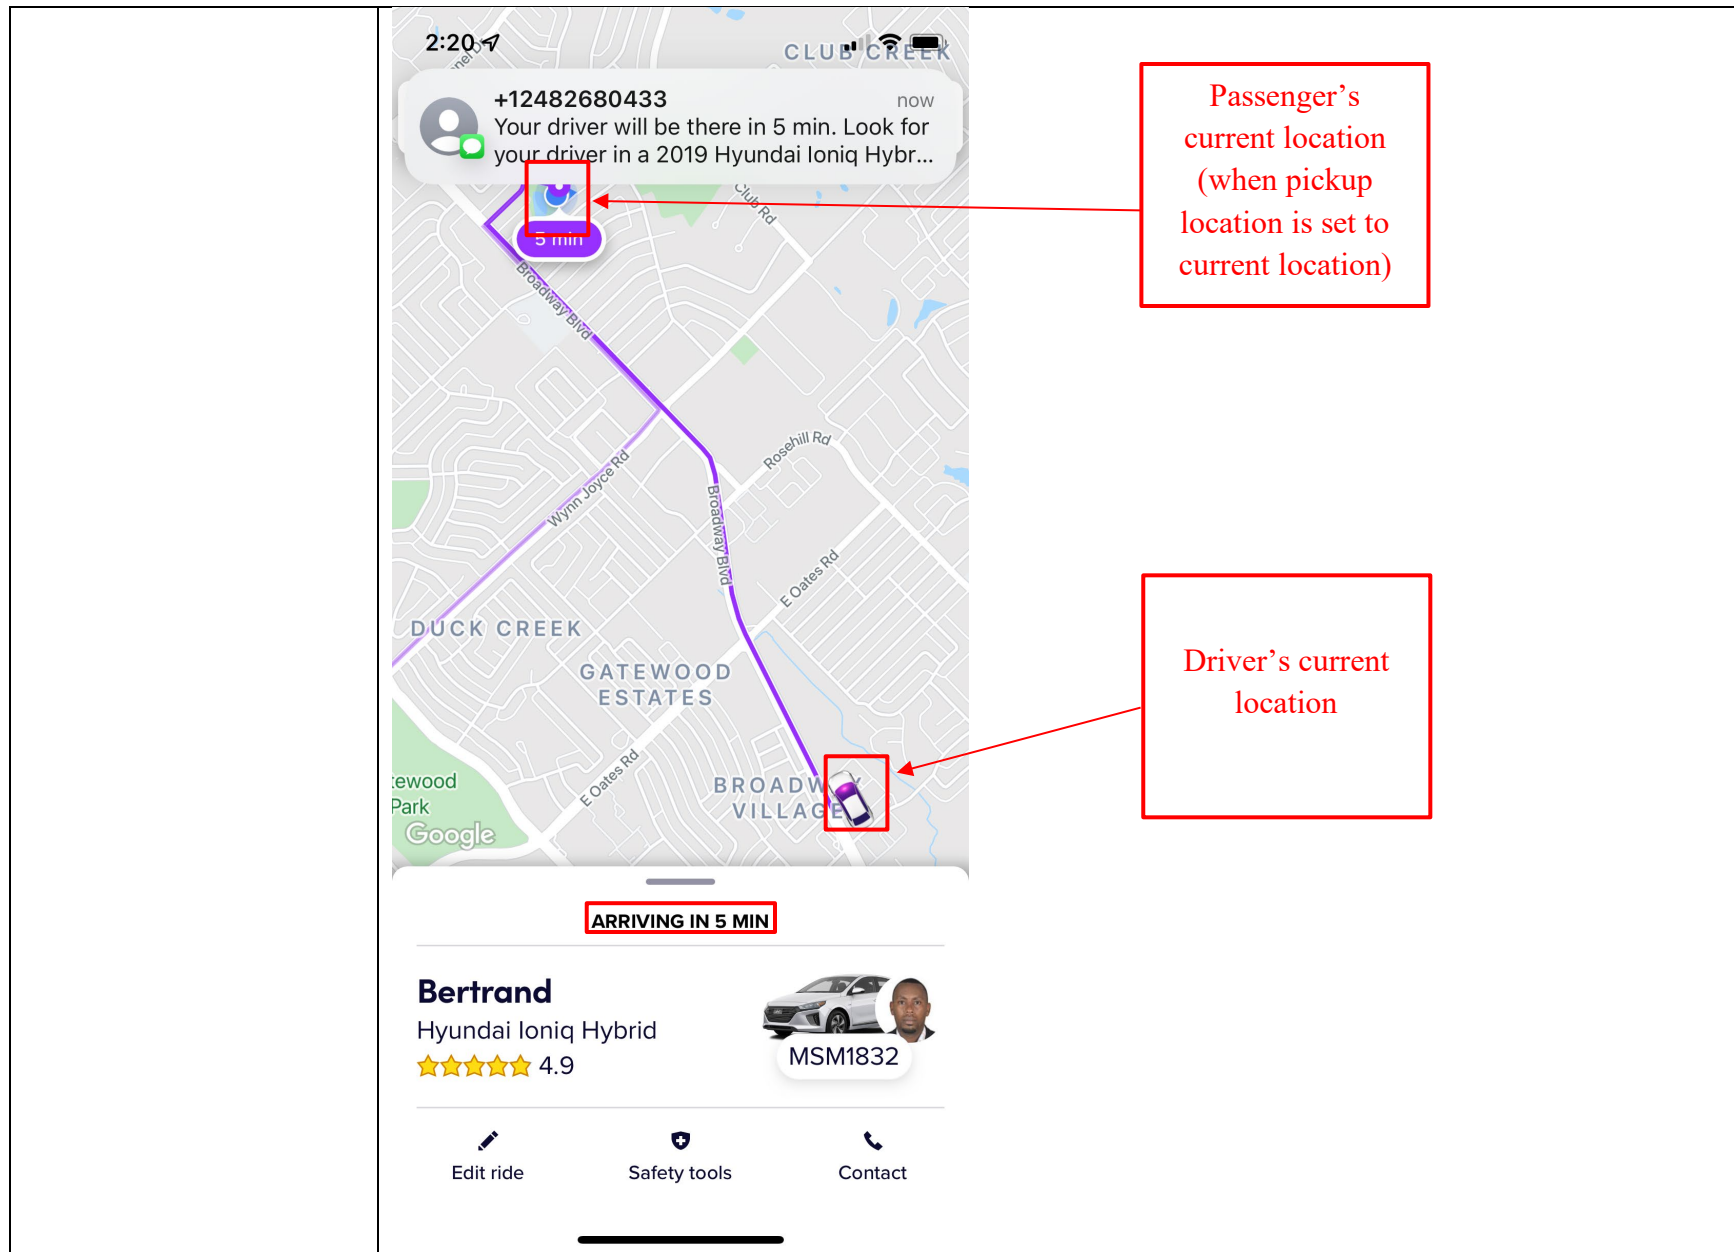 2:20
CLUB CREEK
+12482680433
now
Your driver will be there in 5 min. Look for
your driver in a 2019 Hyundai Ioniq Hybr...
Club Rd
5 min
Broadway Blvd
Rosehill Rd
Wynn Joyce Rd
Broadway Blvd
E Oates Rd
DUCK CREEK
GATEWOOD
ESTATES
E Oates Rd
tewood
Park
BROADW
VILLAGE
Google
ARRIVING IN 5 MIN
Bertrand
Hyundai Ioniq Hybrid
4.9
MSM1832
Edit ride
Safety tools
Contact
Passenger’s
current location
(when pickup
location is set to
current location)
Driver’s current
location